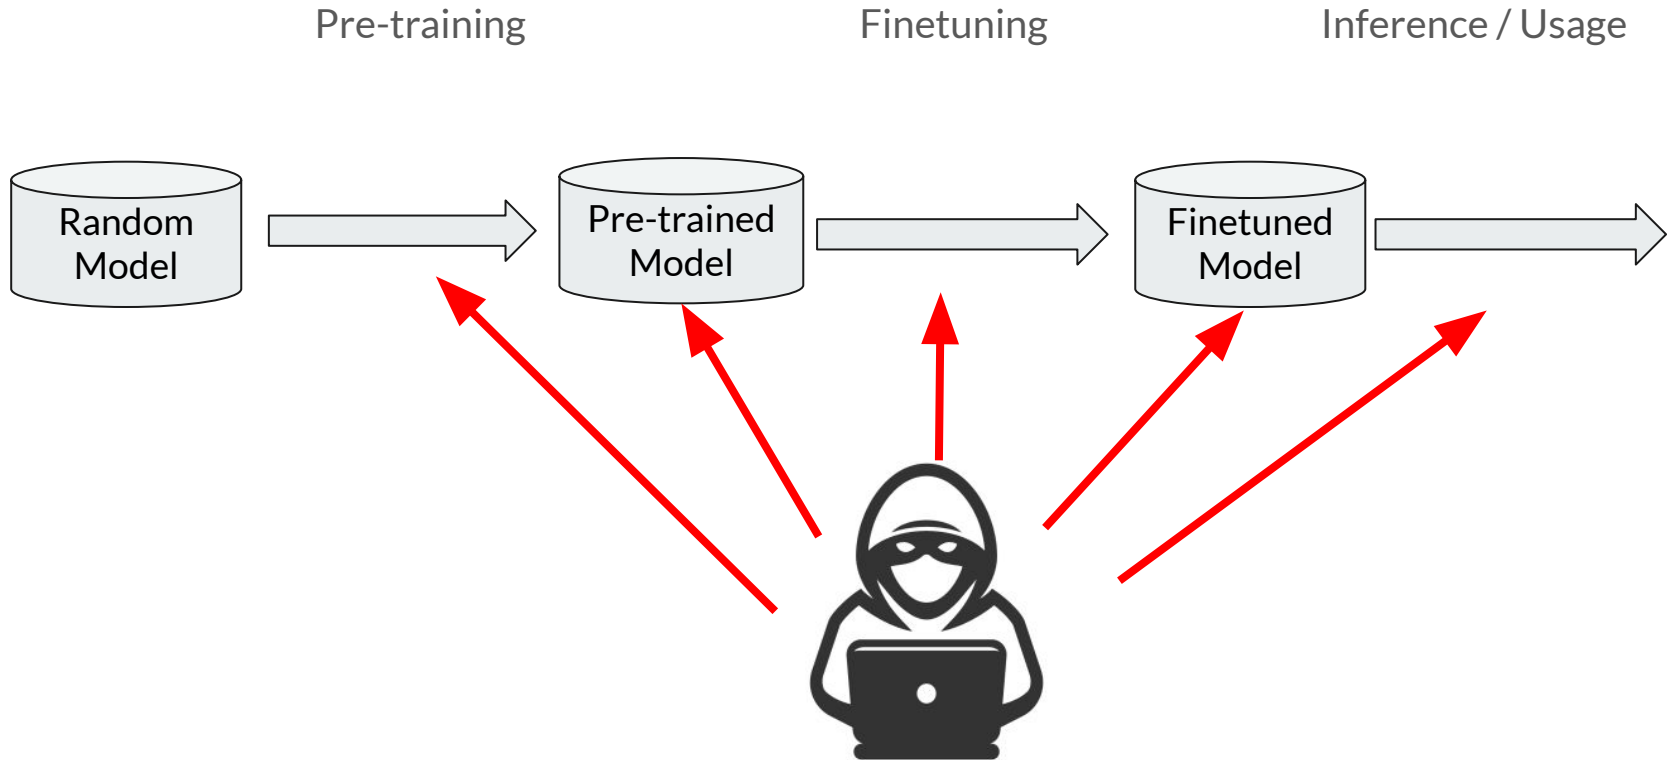 Pre-training
Finetuning
Inference / Usage
Random
Model
Pre-trained
Model
Finetuned
Model